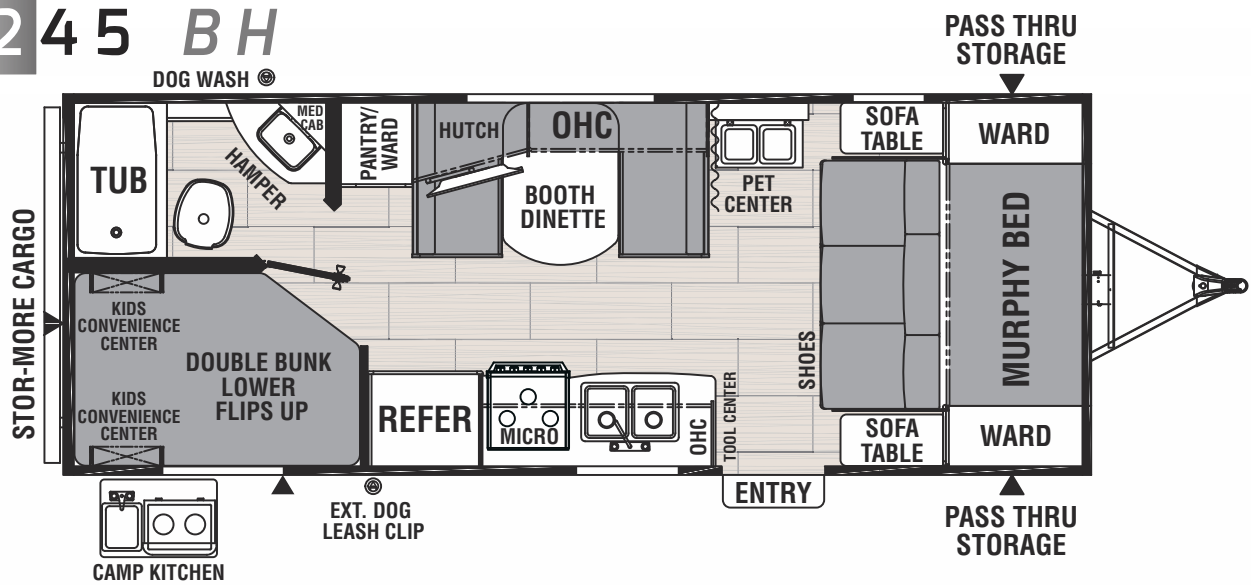 245 BH
DOG WASH
PASS THRU
STORAGE
TUB
HAMPER
MED
CAB
PANTRY/
WARD
HUTCH
OHC
BOOTH
DINETTE
PET
CENTER
SOFA
TABLE
WARD
STOR-MORE CARGO
KIDS
CONVENIENCE
CENTER
DOUBLE BUNK
LOWER
FLIPS UP
KIDS
CONVENIENCE
CENTER
REFER
MICRO
OHC
TOOL CENTER
SHOES
MURPHY BED
SOFA
TABLE
WARD
ENTRY
CAMP KITCHEN
EXT. DOG
LEASH CLIP
PASS THRU
STORAGE